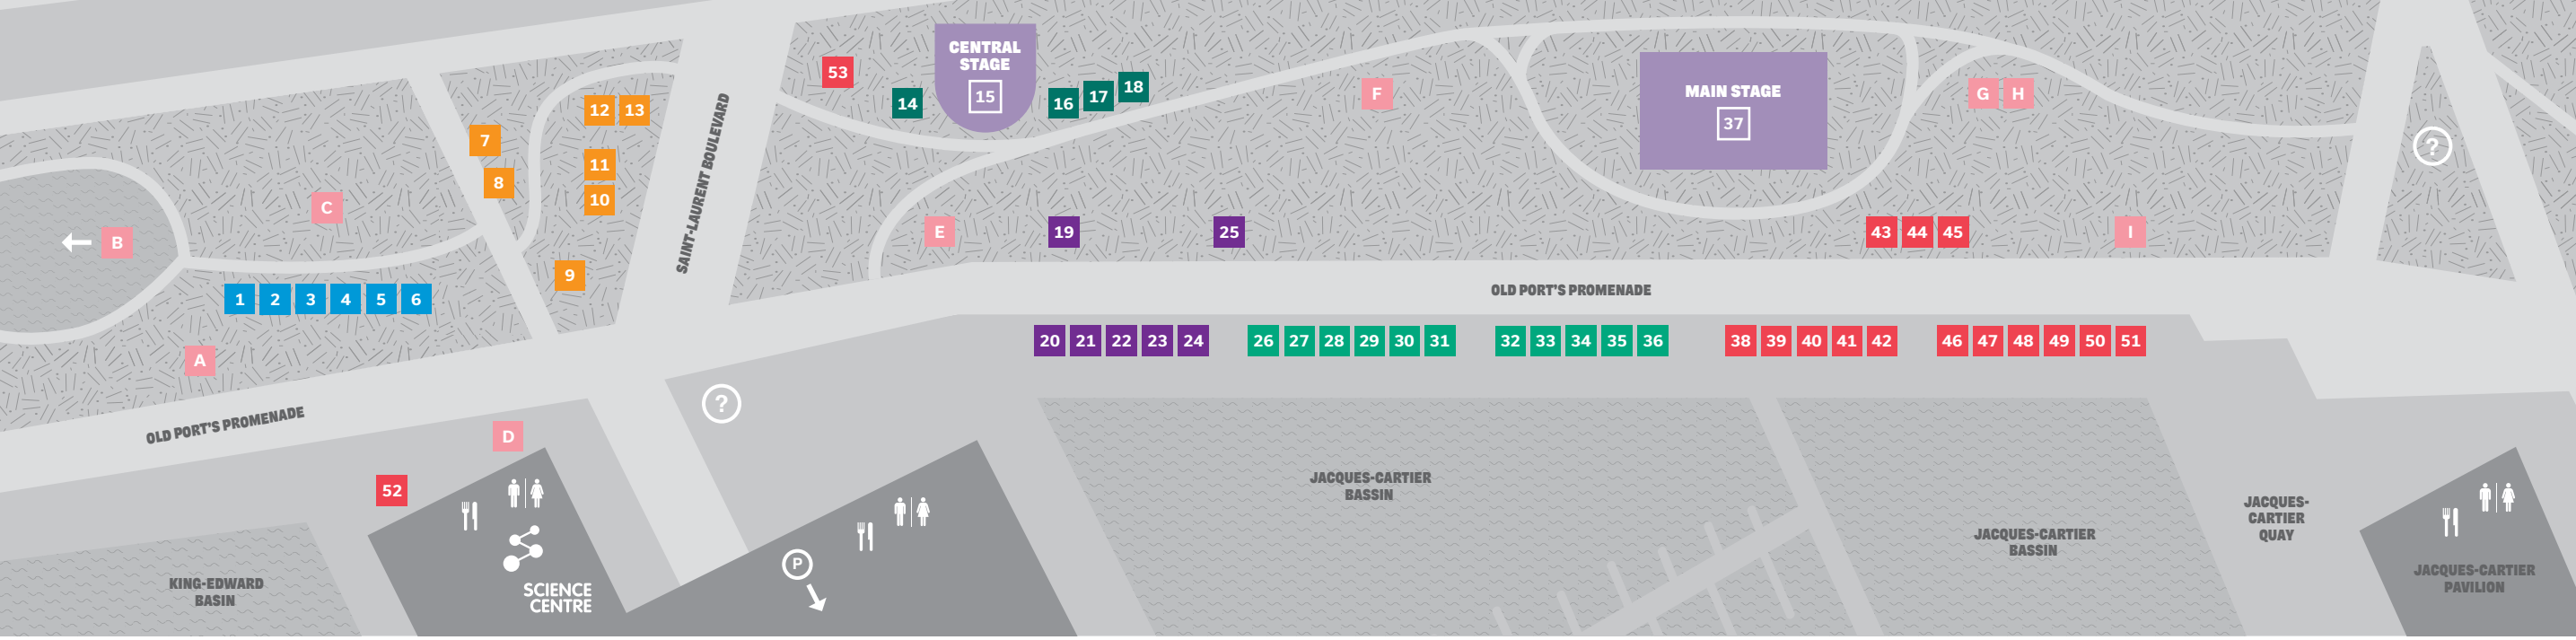 CENTRAL
STAGE
15
53
14
16
17
18
F
MAIN STAGE
37
G H
?
12 13
7
11
8
10
C
B
SAINT-LAURENT BOULEVARD
E
19
25
43 44 45
I
9
1 2 3 4 5 6
OLD PORT'S PROMENADE
20 21 22 23 24
26 27 28 29 30 31
32 33 34 35 36
38 39 40 41 42
46 47 48 49 50 51
A
?
OLD PORT'S PROMENADE
D
52
JACQUES-CARTIER
BASSIN
JACQUES-
CARTIER
QUAY
JACQUES-CARTIER
BASSIN
P
KING-EDWARD
BASIN
SCIENCE
CENTRE
JACQUES-CARTIER
PAVILION